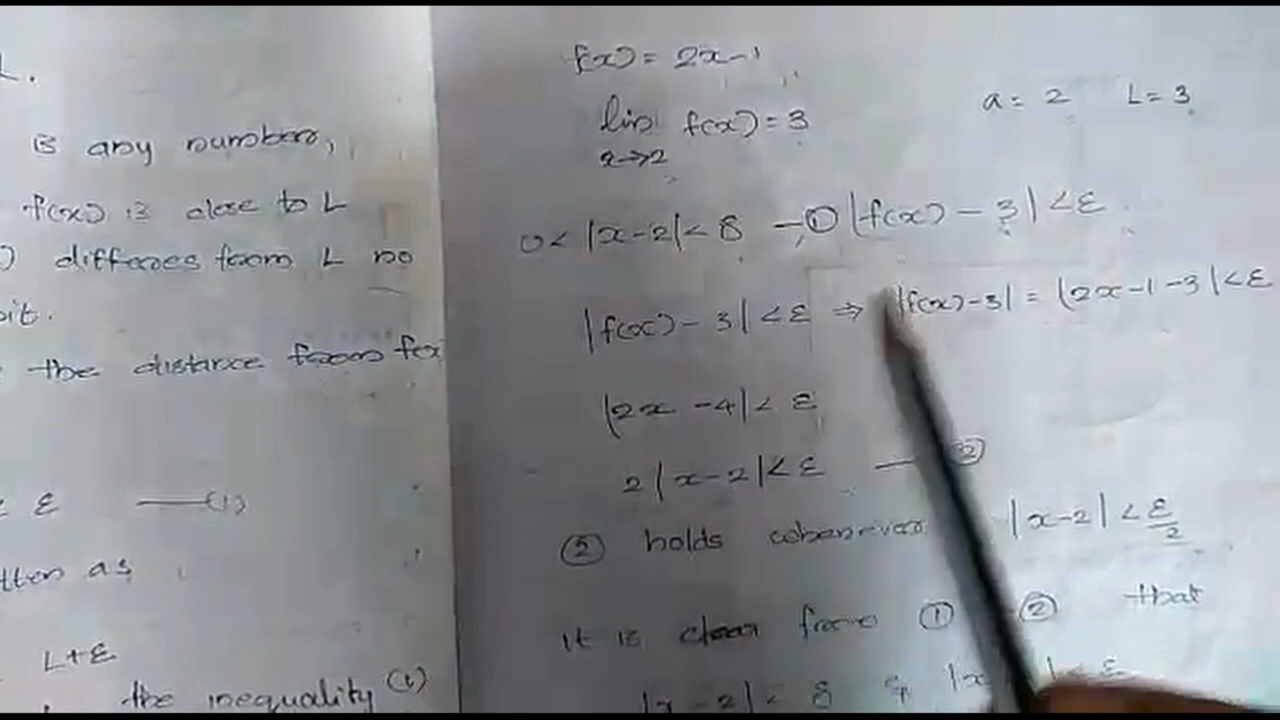 L.
is any number,
f(x) is close to L
) differes from L no
the distance from f(x
< ε —(1)
tten as
L+ε
the inequality (1)
f(x) = 2x-1
a = 2 L = 3
lim f(x) = 3
x→2
0 < |x-2| < δ —① |f(x) - 3| < ε
|f(x) - 3| < ε ⇒ |f(x)-3| = |2x-1-3| < ε
|2x -4| < ε
2|x-2| < ε — ②
② holds whenever |x-2| < ε/2
it is clear from ① ② that
|x-2| < δ & |x < ε